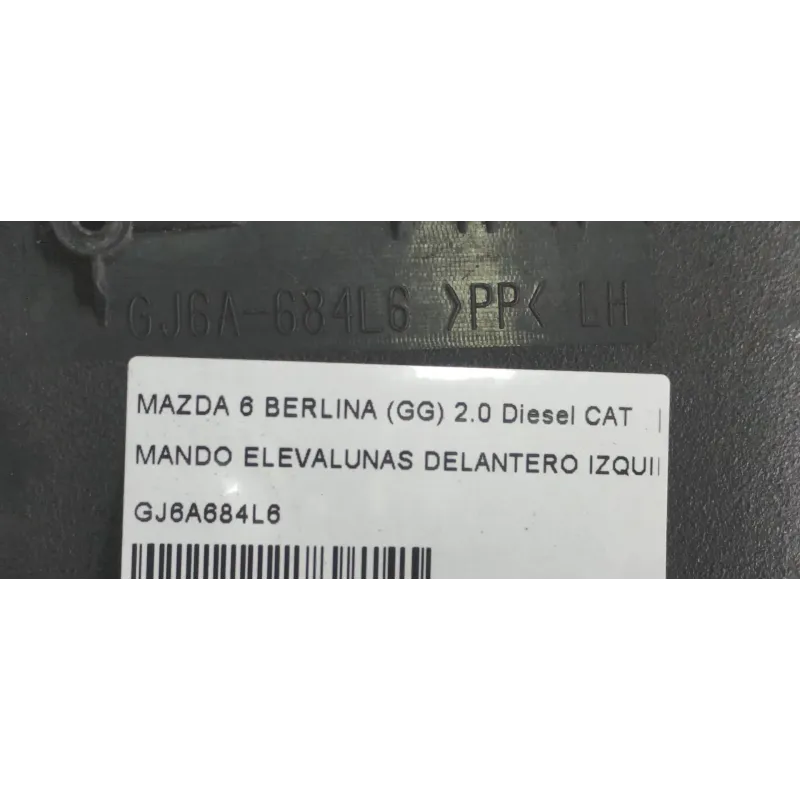 GJ6A-684L6 >PP< LH
MAZDA 6 BERLINA (GG) 2.0 Diesel CAT
MANDO ELEVALUNAS DELANTERO IZQUI
GJ6A684L6